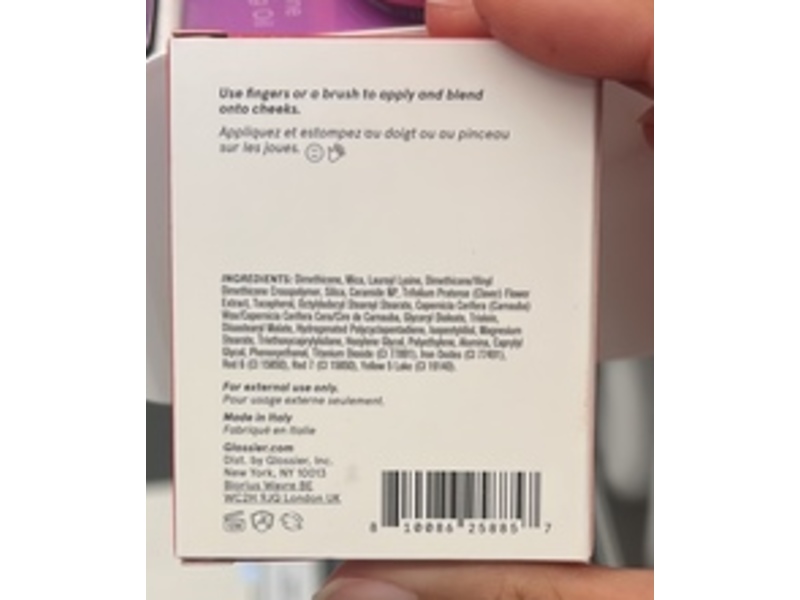 Use fingers or a brush to apply and blend
onto cheeks.
Appliquez et estompez au doigt ou au pinceau
sur les joues.
INGREDIENTS: Dimethicone, Mica, Lauroyl Lysine, Dimethicone/Vinyl
Dimethicone Crosspolymer, Silica, Ceramide NP, Trifolium Pratense (Clover) Flower
Extract, Tocopherol, Octyldodecyl Stearoyl Stearate, Copernicia Cerifera (Carnauba)
Wax/Copernicia Cerifera Cera/Cire de Carnauba, Glyceryl Dioleate, Triolein,
Diisostearyl Malate, Hydrogenated Polycyclopentadiene, Magnesium
Stearate, Triethoxycaprylylsilane, Hexylene Glycol, Polyethylene, Alumina, Caprylyl
Glycol, Phenoxyethanol, Titanium Dioxide (CI 77891), Iron Oxides (CI 77491),
Red 6 (CI 15850), Red 7 (CI 15850), Yellow 5 Lake (CI 19140).
For external use only.
Pour usage externe seulement.
Made in Italy
Fabriqué en Italie
Glossier.com
Dist. by Glossier, Inc.
New York, NY 10013
Biorius Wavre BE
WC2H 9JQ London UK
8 10086 25885 7